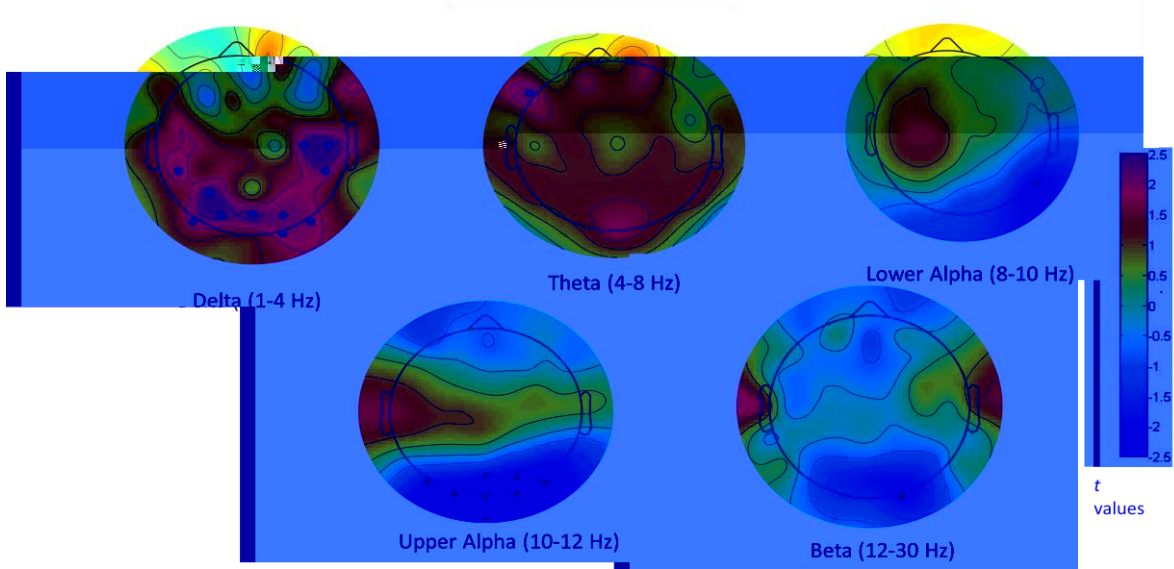 Delta (1-4 Hz)
Theta (4-8 Hz)
Lower Alpha (8-10 Hz)
Upper Alpha (10-12 Hz)
Beta (12-30 Hz)
2.5
2
1.5
1
0.5
0
-0.5
-1
-1.5
-2
-2.5
t
values